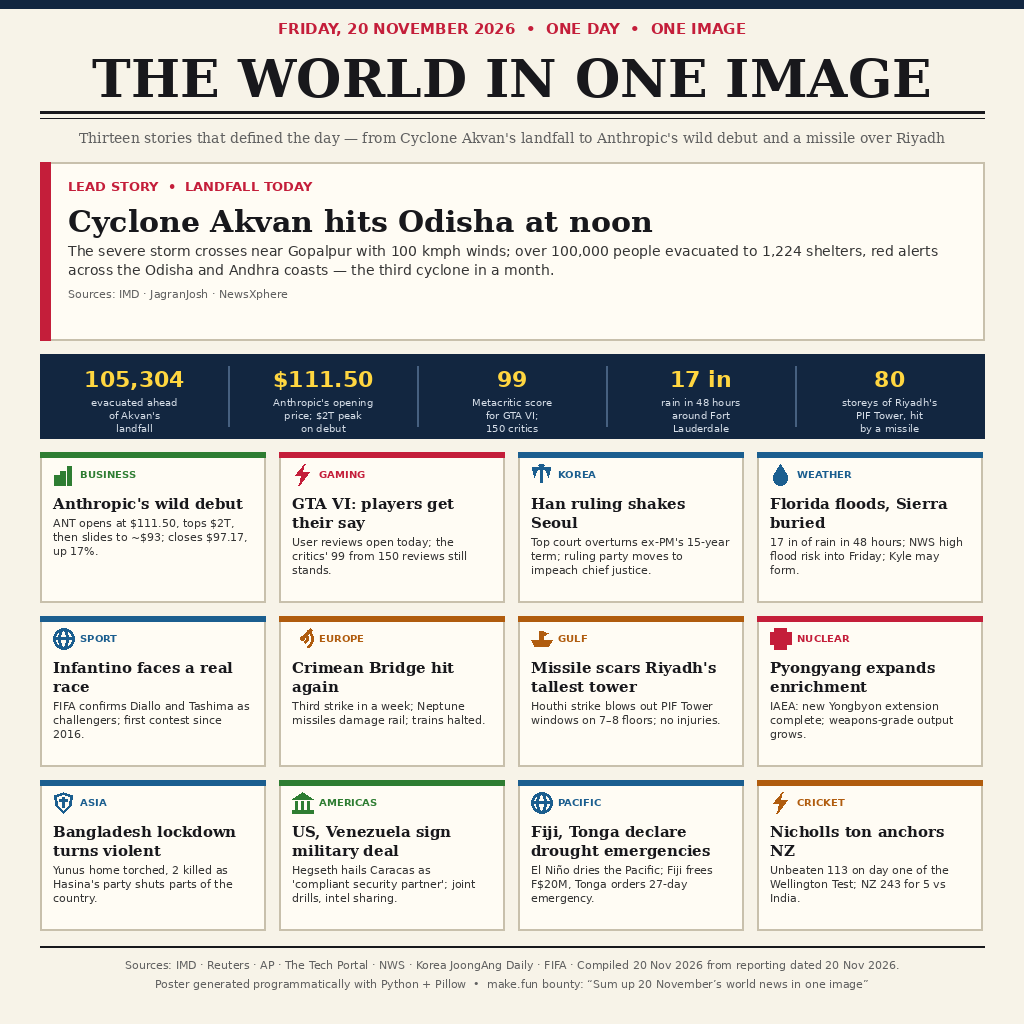 FRIDAY, 20 NOVEMBER 2026 • ONE DAY • ONE IMAGE
THE WORLD IN ONE IMAGE
Thirteen stories that defined the day — from Cyclone Akvan's landfall to Anthropic's wild debut and a missile over Riyadh
LEAD STORY • LANDFALL TODAY
Cyclone Akvan hits Odisha at noon
The severe storm crosses near Gopalpur with 100 kmph winds; over 100,000 people evacuated to 1,224 shelters, red alerts
across the Odisha and Andhra coasts — the third cyclone in a month.
Sources: IMD · JagranJosh · NewsXphere
105,304
evacuated ahead
of Akvan's
landfall
$111.50
Anthropic's opening
price; $2T peak
on debut
99
Metacritic score
for GTA VI;
150 critics
17 in
rain in 48 hours
around Fort
Lauderdale
80
storeys of Riyadh's
PIF Tower, hit
by a missile
BUSINESS
Anthropic's wild debut
ANT opens at $111.50, tops $2T,
then slides to ~$93; closes $97.17,
up 17%.
GAMING
GTA VI: players get
their say
User reviews open today; the
critics' 99 from 150 reviews still
stands.
KOREA
Han ruling shakes
Seoul
Top court overturns ex-PM's 15-year
term; ruling party moves to
impeach chief justice.
WEATHER
Florida floods, Sierra
buried
17 in of rain in 48 hours; NWS high
flood risk into Friday; Kyle may
form.
SPORT
Infantino faces a real
race
FIFA confirms Diallo and Tashima as
challengers; first contest since
2016.
EUROPE
Crimean Bridge hit
again
Third strike in a week; Neptune
missiles damage rail; trains halted.
GULF
Missile scars Riyadh's
tallest tower
Houthi strike blows out PIF Tower
windows on 7–8 floors; no injuries.
NUCLEAR
Pyongyang expands
enrichment
IAEA: new Yongbyon extension
complete; weapons-grade output
grows.
ASIA
Bangladesh lockdown
turns violent
Yunus home torched, 2 killed as
Hasina's party shuts parts of the
country.
AMERICAS
US, Venezuela sign
military deal
Hegseth hails Caracas as
'compliant security partner'; joint
drills, intel sharing.
PACIFIC
Fiji, Tonga declare
drought emergencies
El Niño dries the Pacific; Fiji frees
F$20M, Tonga orders 27-day
emergency.
CRICKET
Nicholls ton anchors
NZ
Unbeaten 113 on day one of the
Wellington Test; NZ 243 for 5 vs
India.
Sources: IMD · Reuters · AP · The Tech Portal · NWS · Korea JoongAng Daily · FIFA · Compiled 20 Nov 2026 from reporting dated 20 Nov 2026.
Poster generated programmatically with Python + Pillow • make.fun bounty: “Sum up 20 November’s world news in one image”